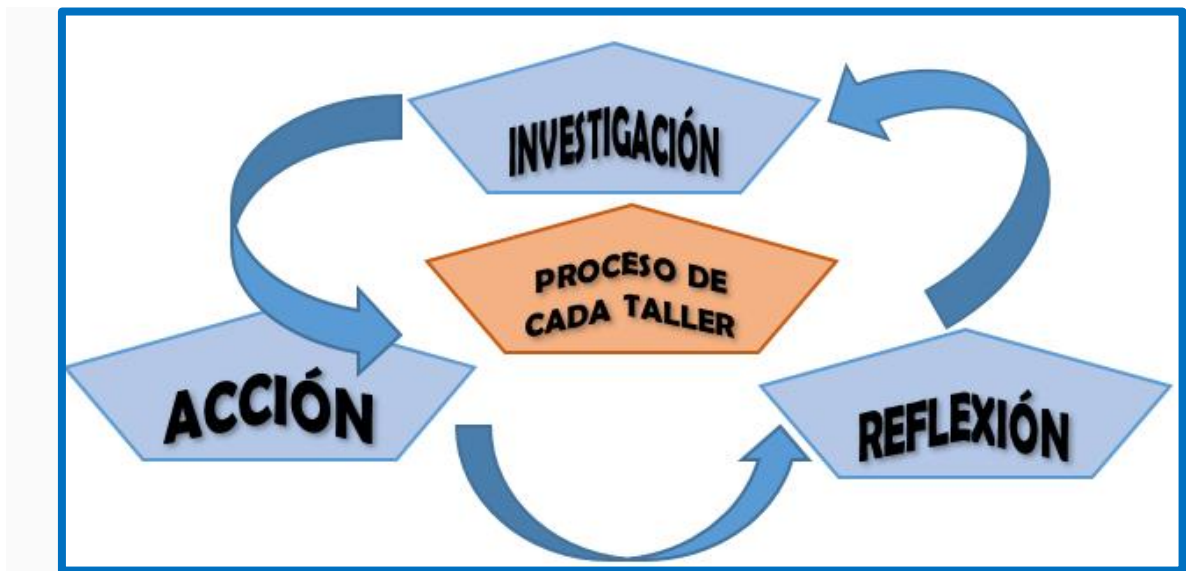 INVESTIGACIÓN
PROCESO DE
CADA TALLER
ACCIÓN
REFLEXIÓN